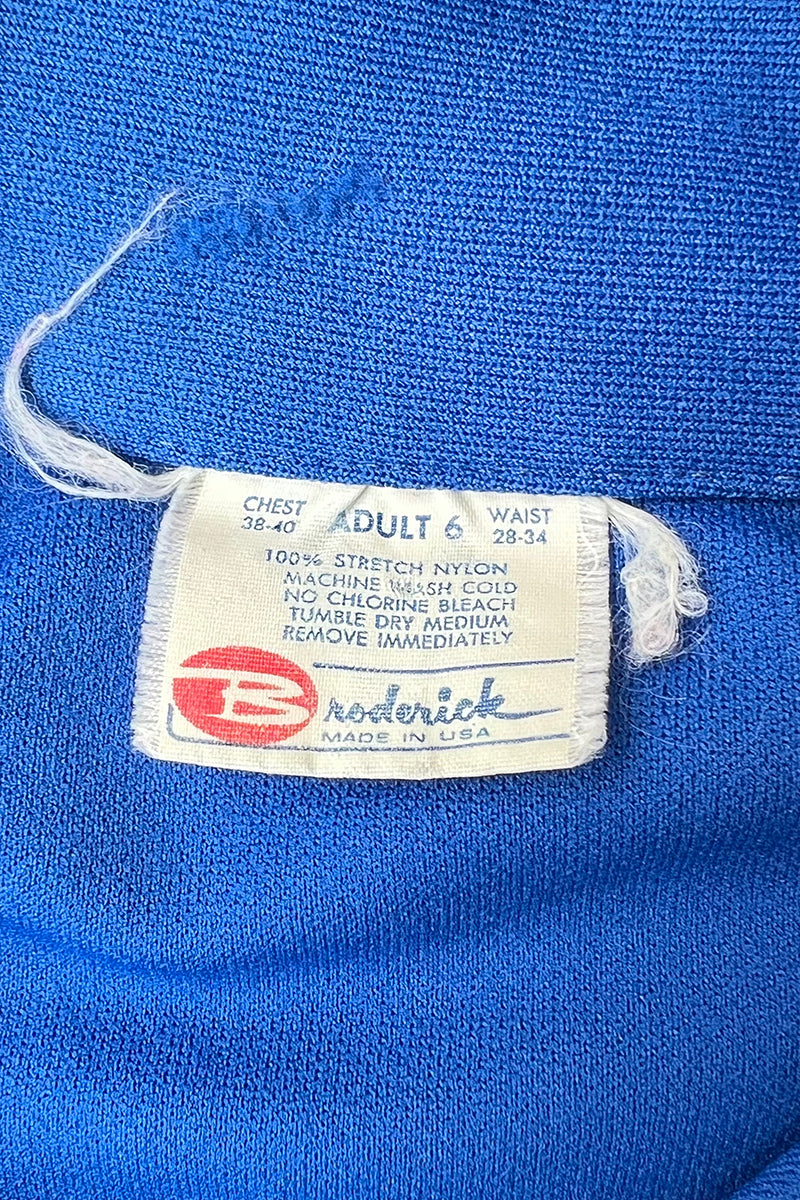 CHEST ADULT 6 WAIST
38-40 28-34
100% STRETCH NYLON
MACHINE WASH COLD
NO CHLORINE BLEACH
TUMBLE DRY MEDIUM
REMOVE IMMEDIATELY
Broderick
MADE IN USA